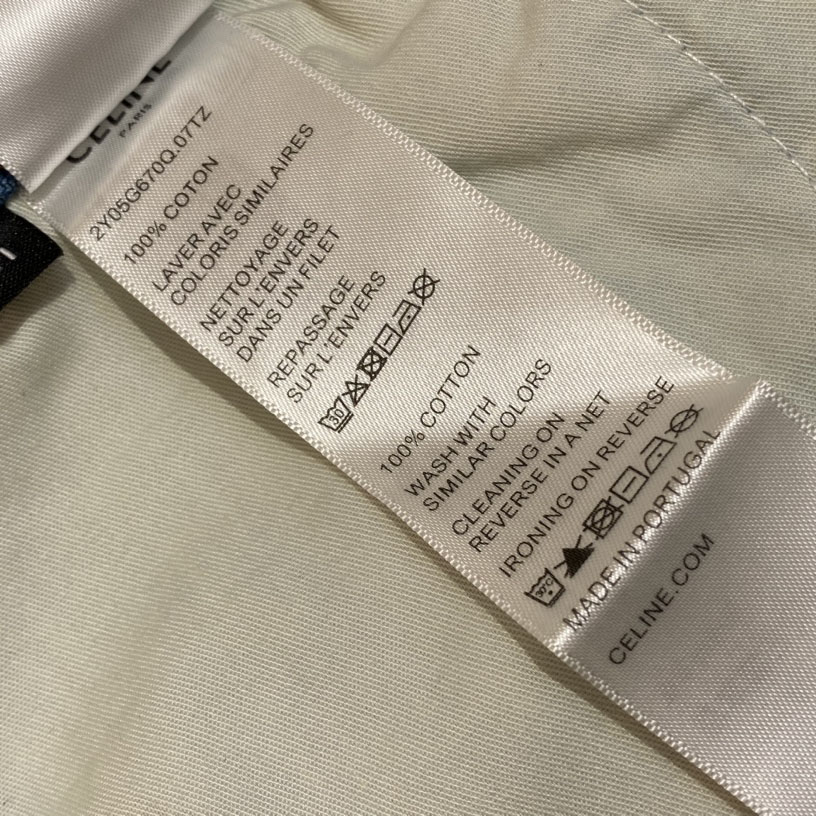 CELINE
PARIS
2Y05G670Q.07TZ
100% COTON
LAVER AVEC
COLORIS SIMILAIRES
NETTOYAGE
SUR L'ENVERS
DANS UN FILET
REPASSAGE
SUR L'ENVERS
30
100% COTTON
WASH WITH
SIMILAR COLORS
CLEANING ON
REVERSE IN A NET
IRONING ON REVERSE
30°C
MADE IN PORTUGAL
CELINE.COM